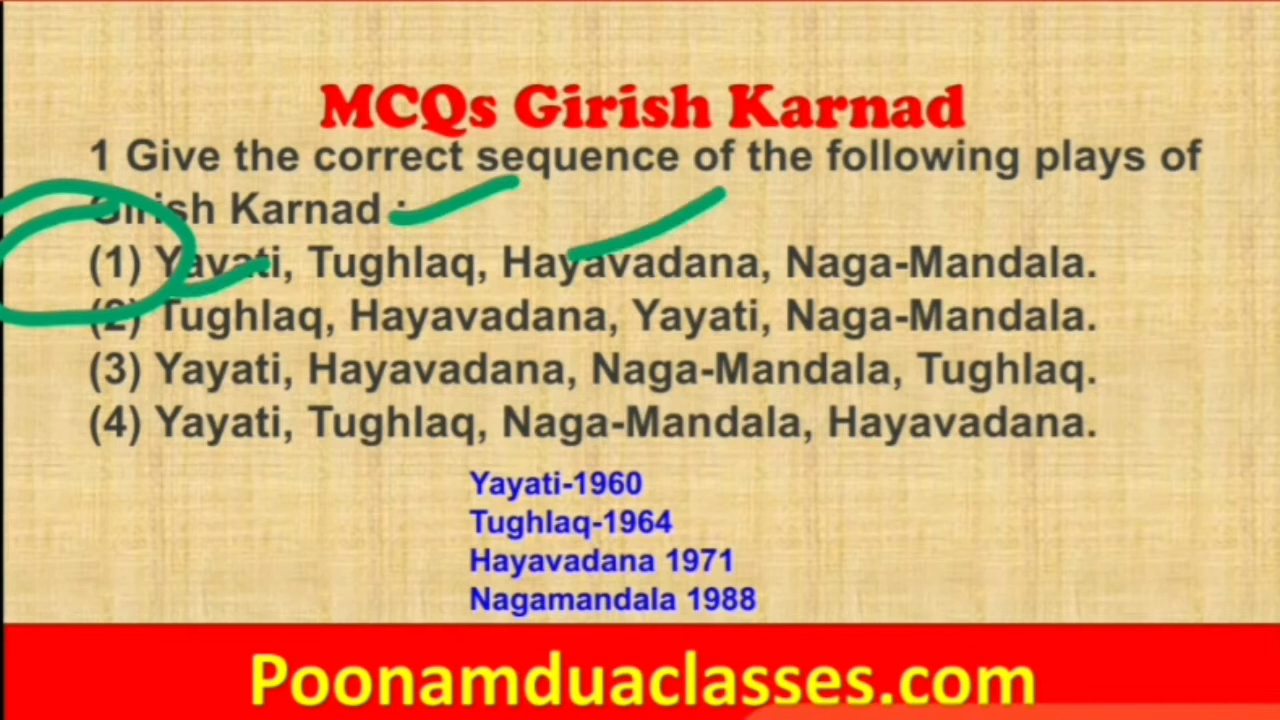 MCQs Girish Karnad
1 Give the correct sequence of the following plays of
Girish Karnad :
(1) Yayati, Tughlaq, Hayavadana, Naga-Mandala.
(2) Tughlaq, Hayavadana, Yayati, Naga-Mandala.
(3) Yayati, Hayavadana, Naga-Mandala, Tughlaq.
(4) Yayati, Tughlaq, Naga-Mandala, Hayavadana.
Yayati-1960
Tughlaq-1964
Hayavadana 1971
Nagamandala 1988
Poonamduaclasses.com